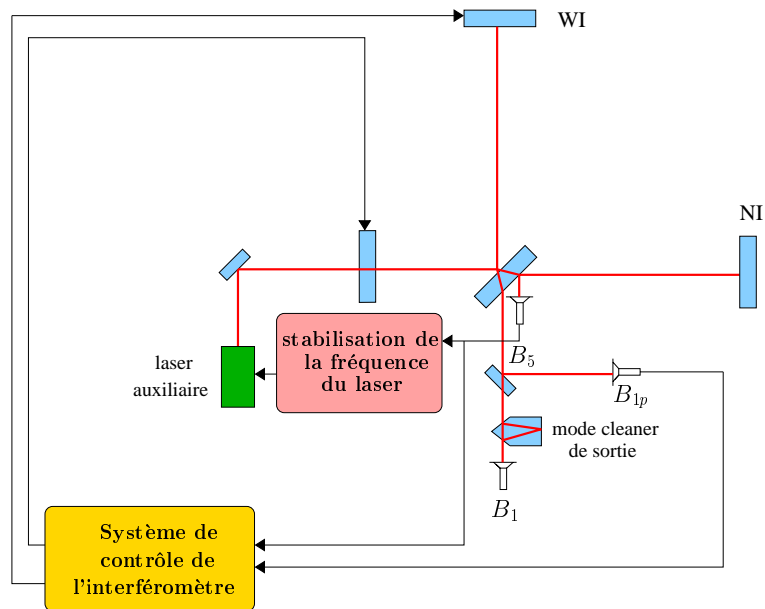 WI
NI
stabilisation de
la fréquence
du laser
laser
auxiliaire
B5
B1p
mode cleaner
de sortie
B1
Système de
contrôle de
l'interféromètre